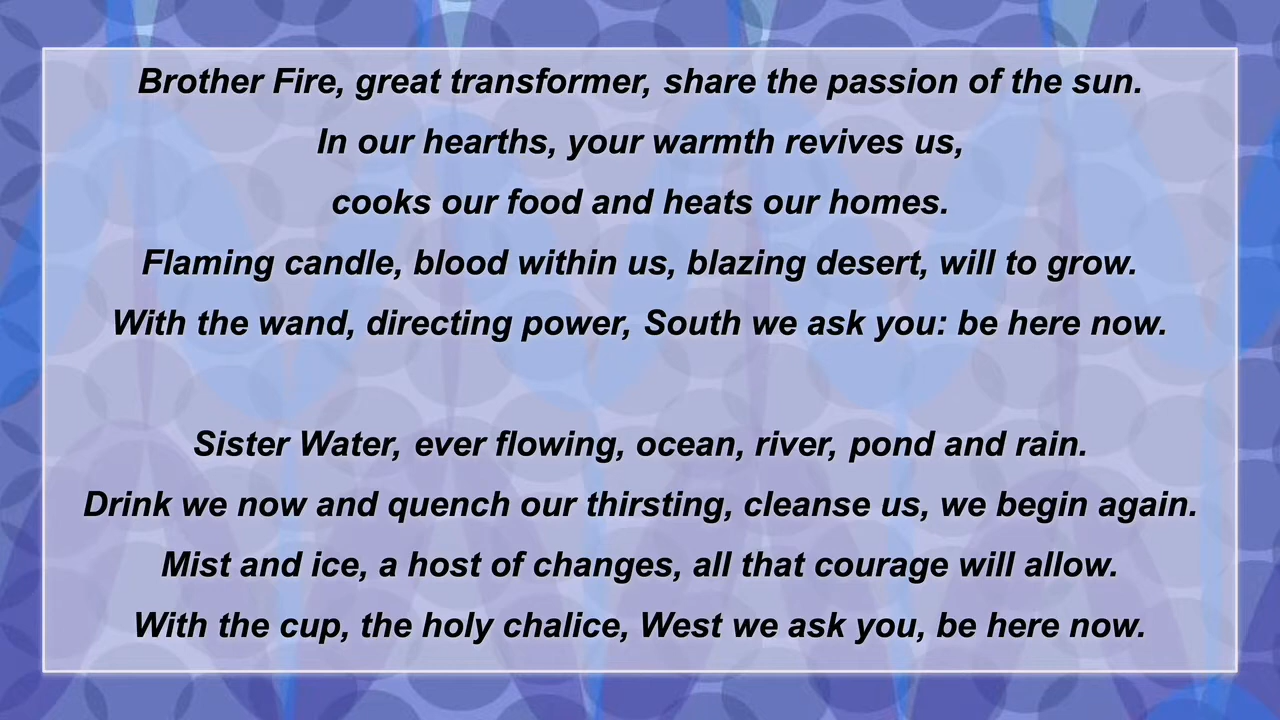 Brother Fire, great transformer, share the passion of the sun.
In our hearths, your warmth revives us,
cooks our food and heats our homes.
Flaming candle, blood within us, blazing desert, will to grow.
With the wand, directing power, South we ask you: be here now.
Sister Water, ever flowing, ocean, river, pond and rain.
Drink we now and quench our thirsting, cleanse us, we begin again.
Mist and ice, a host of changes, all that courage will allow.
With the cup, the holy chalice, West we ask you, be here now.